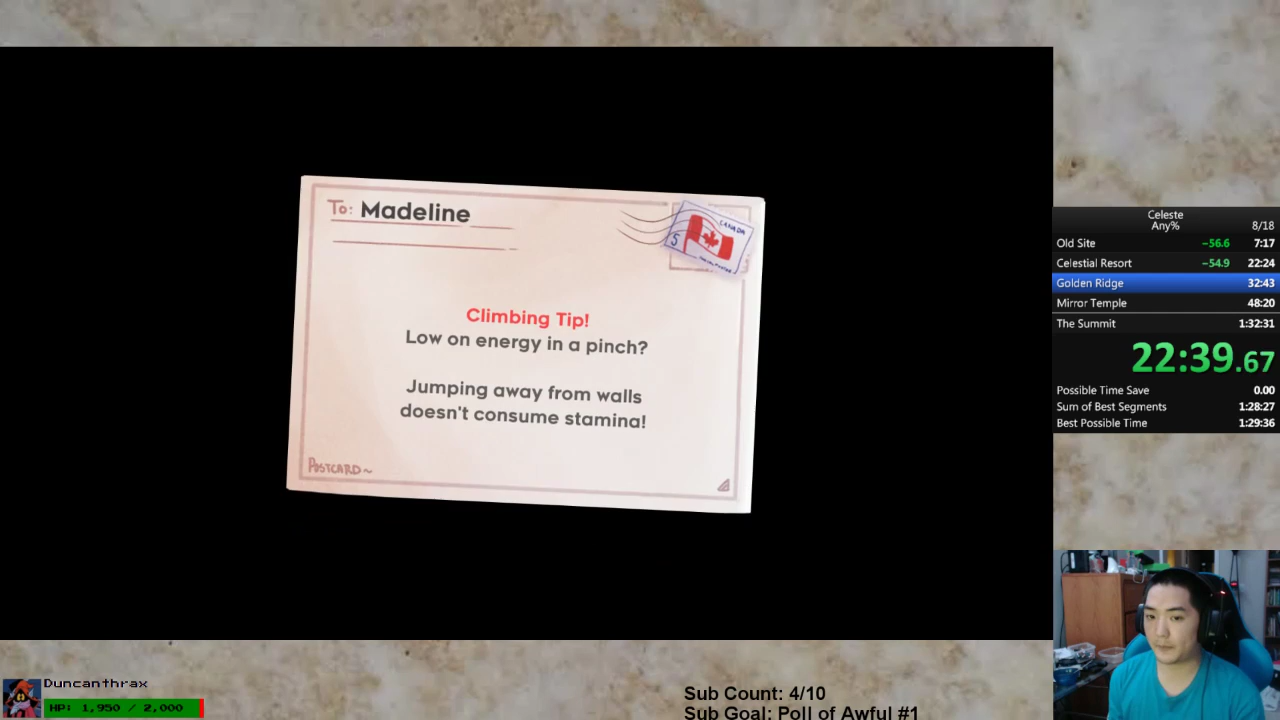 To: Madeline
CANADA
5
Climbing Tip!
Low on energy in a pinch?
Jumping away from walls
doesn't consume stamina!
POSTCARD~
Celeste
Any%
8/18
Old Site -56.6 7:17
Celestial Resort -54.9 22:24
Golden Ridge 32:43
Mirror Temple 48:20
The Summit 1:32:31
22:39.67
Possible Time Save 0.00
Sum of Best Segments 1:28:27
Best Possible Time 1:29:36
Duncanthrax
HP: 1,950 / 2,000
Sub Count: 4/10
Sub Goal: Poll of Awful #1